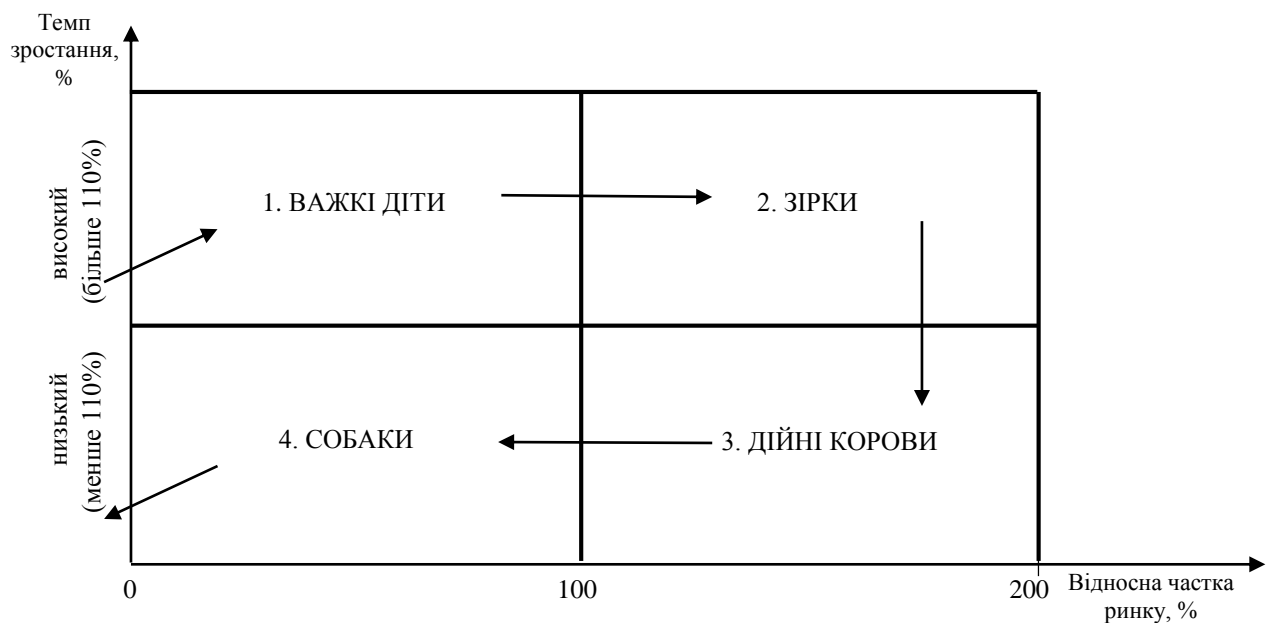 Темп
зростання,
%
високий
(більше 110%)
1. ВАЖКІ ДІТИ
2. ЗІРКИ
низький
(менше 110%)
4. СОБАКИ
3. ДІЙНІ КОРОВИ
0
100
200
Відносна частка
ринку, %